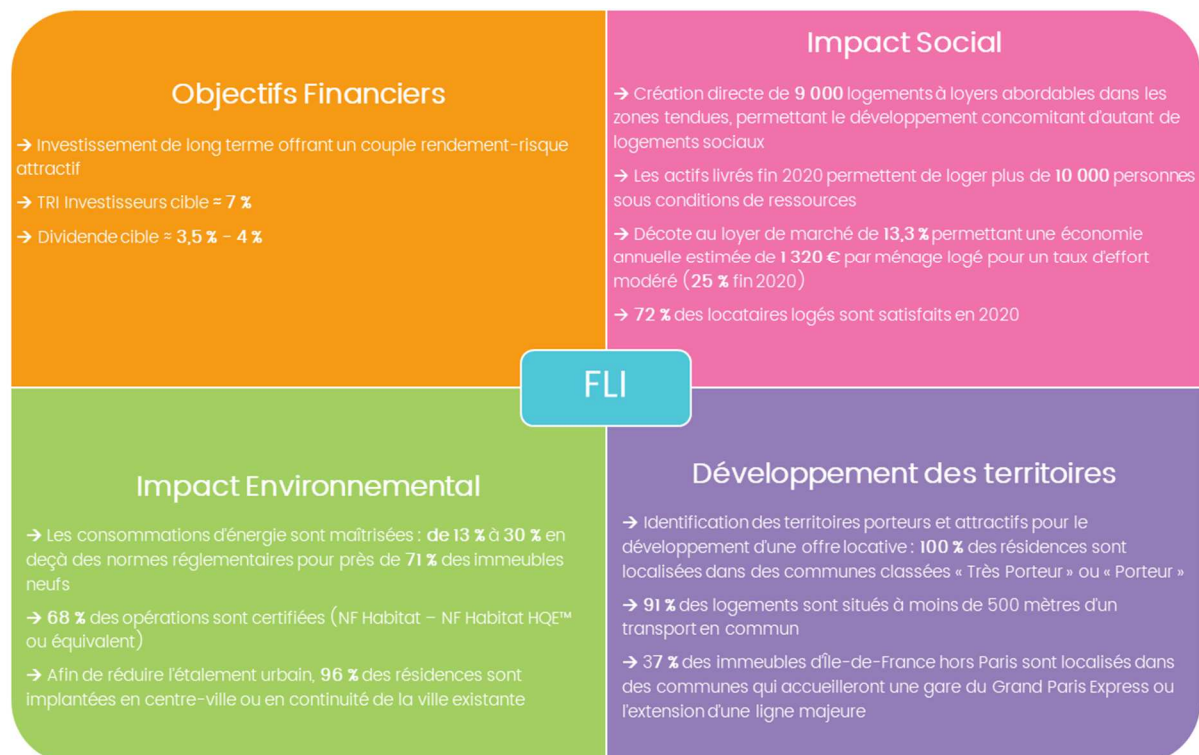 Objectifs Financiers
→ Investissement de long terme offrant un couple rendement-risque
attractif
→ TRI Investisseurs cible = 7 %
→ Dividende cible ≈ 3,5 % - 4 %
Impact Social
→ Création directe de 9 000 logements à loyers abordables dans les
zones tendues, permettant le développement concomitant d'autant de
logements sociaux
→ Les actifs livrés fin 2020 permettent de loger plus de 10 000 personnes
sous conditions de ressources
→ Décote au loyer de marché de 13,3 % permettant une économie
annuelle estimée de 1 320 € par ménage logé pour un taux d'effort
modéré (25 % fin 2020)
→ 72 % des locataires logés sont satisfaits en 2020
FLI
Impact Environnemental
→ Les consommations d'énergie sont maîtrisées : de 13 % à 30 % en
deçà des normes réglementaires pour près de 71 % des immeubles
neufs
→ 68 % des opérations sont certifiées (NF Habitat – NF Habitat HQE™
ou équivalent)
→ Afin de réduire l'étalement urbain, 96 % des résidences sont
implantées en centre-ville ou en continuité de la ville existante
Développement des territoires
→ Identification des territoires porteurs et attractifs pour le
développement d'une offre locative : 100 % des résidences sont
localisées dans des communes classées « Très Porteur » ou « Porteur »
→ 91 % des logements sont situés à moins de 500 mètres d'un
transport en commun
→ 37 % des immeubles d'Île-de-France hors Paris sont localisés dans
des communes qui accueilleront une gare du Grand Paris Express ou
l'extension d'une ligne majeure